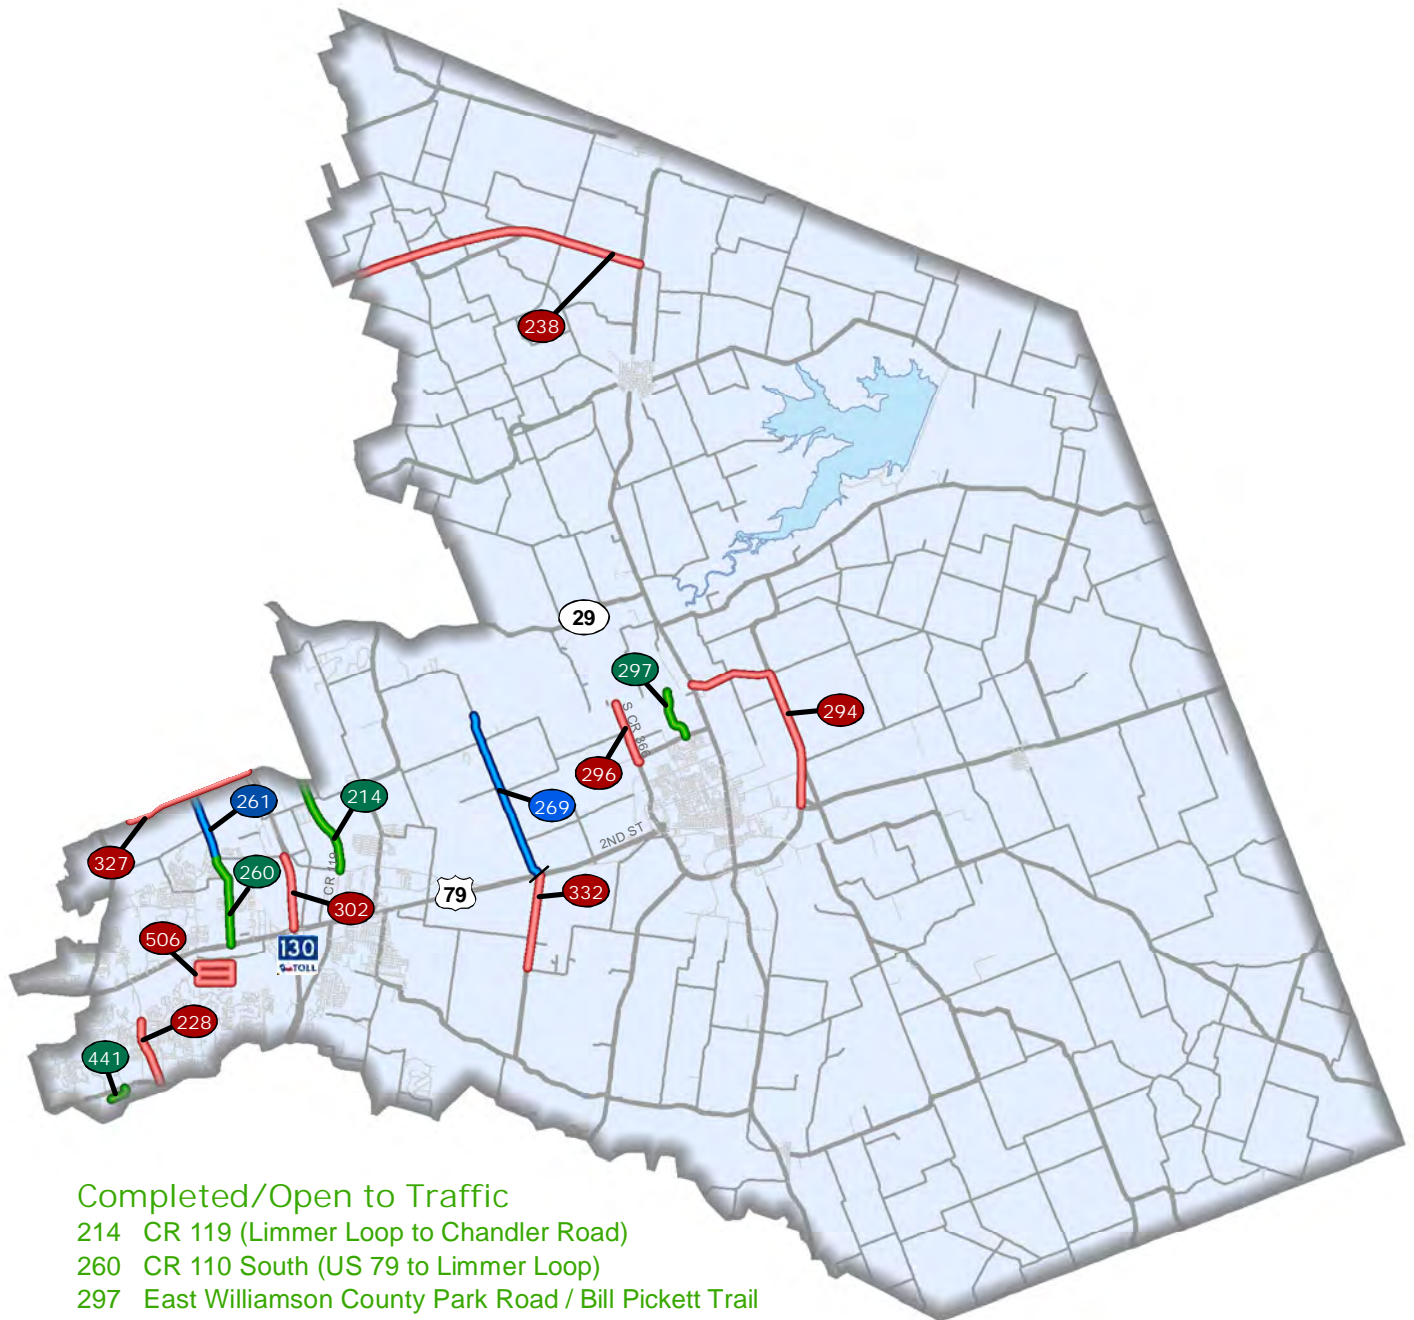 238
29
297
S CR 366
294
296
261
214
269
2ND ST
327
260
CR 119
79
332
302
506
130
TOLL
228
441
Completed/Open to Traffic
214 CR 119 (Limmer Loop to Chandler Road)
260 CR 110 South (US 79 to Limmer Loop)
297 East Williamson County Park Road / Bill Pickett Trail